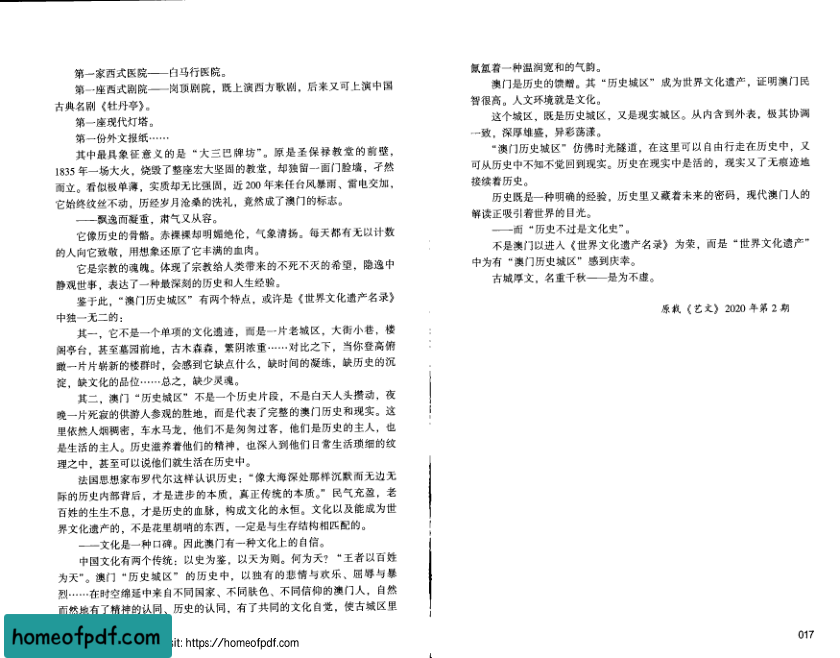 第一家西式医院——白马行医院。
第一座西式剧院——岗顶剧院，既上演西方歌剧，后来又可上演中国
古典名剧《牡丹亭》。
第一座现代灯塔。
第一份外文报纸……
其中最具象征意义的是“大三巴牌坊”。原是圣保禄教堂的前壁，
1835 年一场大火，烧毁了整座宏大坚固的教堂，却独留一面门脸墙，孑然
而立。看似极单薄，实质却无比强固，近 200 年来任台风暴雨、雷电交加，
它始终纹丝不动，历经岁月沧桑的洗礼，竟然成了澳门的标志。
——飘逸而凝重，肃气又从容。
它像历史的骨骼。赤裸裸却明媚绝伦，气象清扬。每天都有无以计数
的人向它致敬，用想象还原了它丰满的血肉。
它是宗教的魂魄。体现了宗教给人类带来的不死不灭的希望，隐逸中
静观世事，表达了一种最深刻的历史和人生经验。
鉴于此，“澳门历史城区”有两个特点，或许是《世界文化遗产名录》
中独一无二的：
其一，它不是一个单项的文化遗迹，而是一片老城区，大街小巷，楼
阁亭台，甚至墓园前地，古木森森，繁阴浓重……对比之下，当你登高俯
瞰一片片崭新的楼群时，会感到它缺点什么，缺时间的凝练，缺历史的沉
淀，缺文化的品位……总之，缺少灵魂。
其二，澳门“历史城区”不是一个历史片段，不是白天人头攒动，夜
晚一片死寂的供游人参观的胜地，而是代表了完整的澳门历史和现实。这
里依然人烟稠密，车水马龙，他们不是匆匆过客，他们是历史的主人，也
是生活的主人。历史滋养着他们的精神，也深入到他们日常生活琐细的纹
理之中，甚至可以说他们就生活在历史中。
法国思想家布罗代尔这样认识历史：“像大海深处那样沉默而无边无
际的历史内部背后，才是进步的本质，真正传统的本质。”民气充盈，老
百姓的生生不息，才是历史的血脉，构成文化的永恒。文化以及能成为世
界文化遗产的，不是花里胡哨的东西，一定是与生存结构相匹配的。
——文化是一种口碑。因此澳门有一种文化上的自信。
中国文化有两个传统：以史为鉴，以天为则。何为天？“王者以百姓
为天”。澳门“历史城区”的历史中，以独有的悲情与欢乐、屈辱与暴
烈……在时空绵延中来自不同国家、不同肤色、不同信仰的澳门人，自然
而然地有了精神的认同、历史的认同，有了共同的文化自觉，使古城区里
氤氲着一种温润宽和的气韵。
澳门是历史的馈赠。其“历史城区”成为世界文化遗产，证明澳门民
智很高。人文环境就是文化。
这个城区，既是历史城区，又是现实城区。从内含到外表，极其协调
一致，深厚雄盛，异彩荡漾。
“澳门历史城区”仿佛时光隧道，在这里可以自由行走在历史中，又
可从历史中不知不觉回到现实。历史在现实中是活的，现实又了无痕迹地
接续着历史。
历史既是一种明确的经验，历史里又藏着未来的密码，现代澳门人的
解读正吸引着世界的目光。
——而“历史不过是文化史”。
不是澳门以进入《世界文化遗产名录》为荣，而是“世界文化遗产”
中为有“澳门历史城区”感到庆幸。
古城厚文，名重千秋——是为不虚。
原载《艺文》2020 年第 2 期
017
homeofpdf.com
sit: https://homeofpdf.com